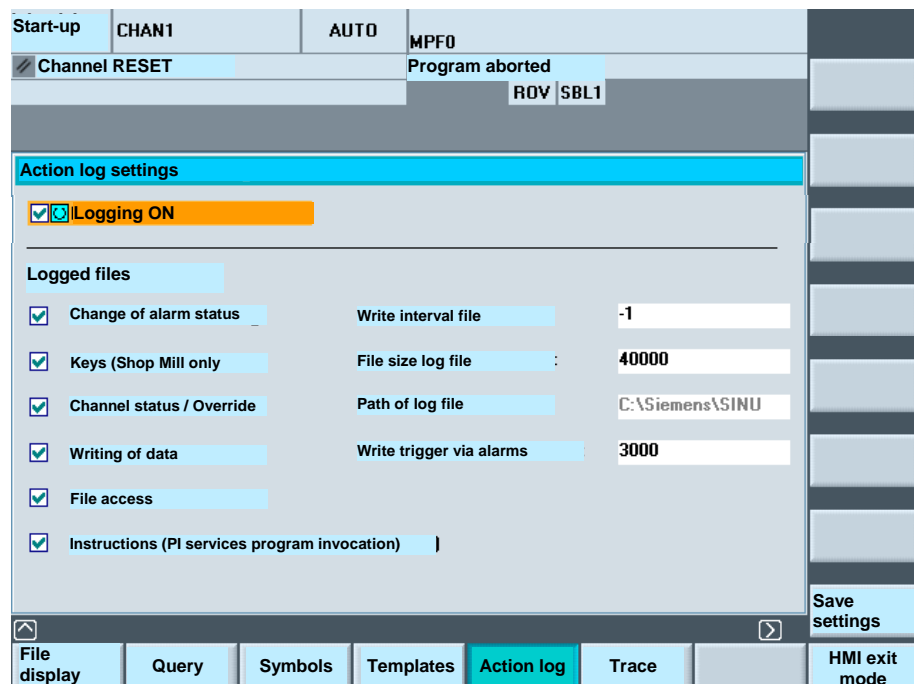 Start-up CHAN1 AUTO MPF0
Channel RESET Program aborted
ROV SBL1
Action log settings
Logging ON
Logged files
Change of alarm status Write interval file -1
Keys (Shop Mill only File size log file : 40000
Channel status / Override Path of log file C:\Siemens\SINU
Writing of data Write trigger via alarms : 3000
File access
Instructions (PI services program invocation) )
Save
settings
File
display Query Symbols Templates Action log Trace HMI exit
mode